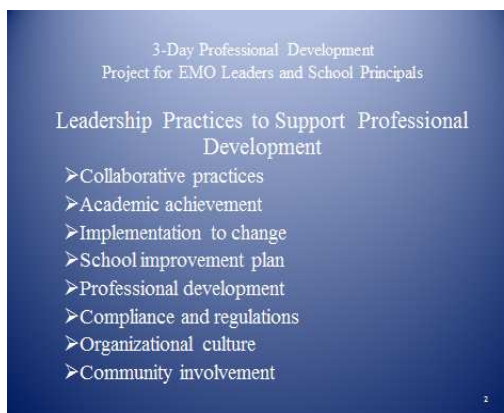 3-Day Professional Development
Project for EMO Leaders and School Principals
Leadership Practices to Support Professional
Development
➢Collaborative practices
➢Academic achievement
➢Implementation to change
➢School improvement plan
➢Professional development
➢Compliance and regulations
➢Organizational culture
➢Community involvement
2